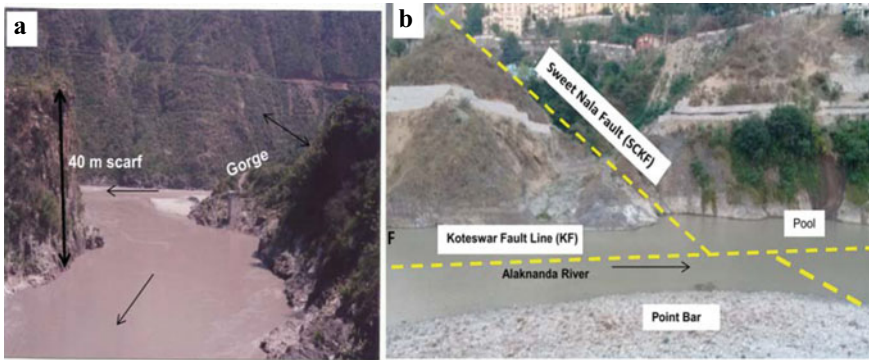 a
40 m scarf
Gorge
b
Sweet Nala Fault (SCKF)
F
Koteswar Fault Line (KF)
Pool
Alaknanda River
Point Bar